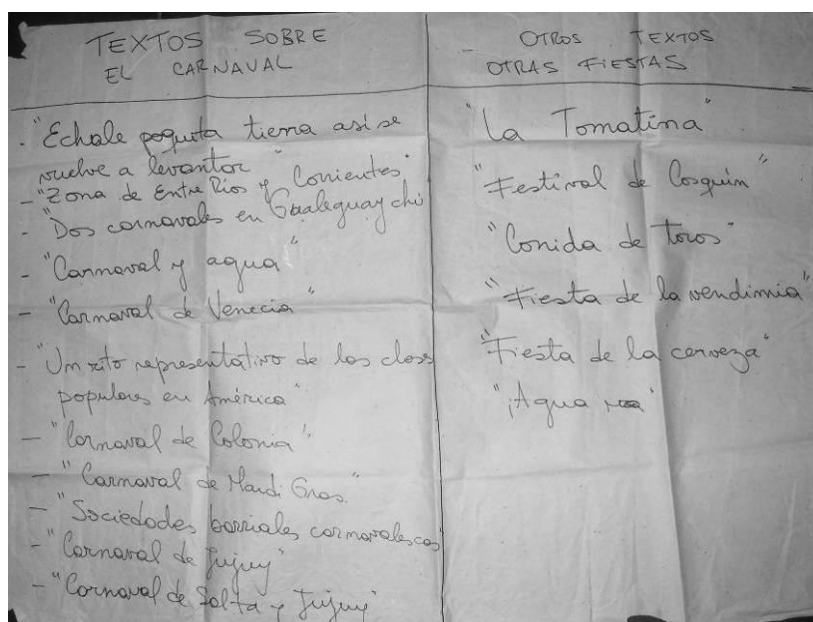 TEXTOS SOBRE
EL CARNAVAL
- "Echale poquita tierra así se
vuelve a levantar"
- "Zona de Entre Rios y Corrientes"
- "Dos carnavales en Gualeguaychú
- "Carnaval y agua"
- "Carnaval de Venecia"
- "Un rito representativo de las clases
populares en América"
- "Carnaval de Colonia"
- "Carnaval de Mardi Gras"
- "Sociedades barriales carnavalescas
- "Carnaval de Jujuy"
- "Carnaval de Salta y Jujuy"
OTROS TEXTOS
OTRAS FIESTAS
"La Tomatina"
"Festival de Cosquín"
"Corrida de toros"
"Fiesta de la vendimia"
"Fiesta de la cerveza"
"¡Agua